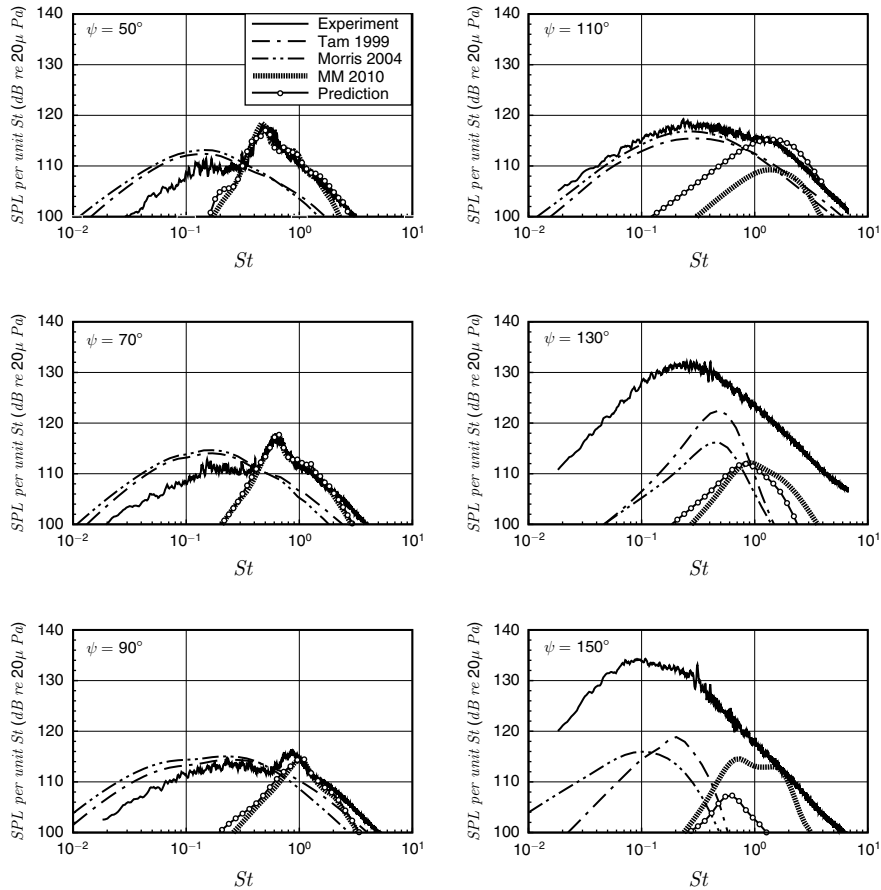 140
130
120
110
100
SPL per unit St (dB re 20μ Pa)
ψ = 50°
Experiment
Tam 1999
Morris 2004
MM 2010
Prediction
10⁻²
10⁻¹
10⁰
10¹
St
140
130
120
110
100
SPL per unit St (dB re 20μ Pa)
ψ = 110°
10⁻²
10⁻¹
10⁰
10¹
St
140
130
120
110
100
SPL per unit St (dB re 20μ Pa)
ψ = 70°
10⁻²
10⁻¹
10⁰
10¹
St
140
130
120
110
100
SPL per unit St (dB re 20μ Pa)
ψ = 130°
10⁻²
10⁻¹
10⁰
10¹
St
140
130
120
110
100
SPL per unit St (dB re 20μ Pa)
ψ = 90°
10⁻²
10⁻¹
10⁰
10¹
St
140
130
120
110
100
SPL per unit St (dB re 20μ Pa)
ψ = 150°
10⁻²
10⁻¹
10⁰
10¹
St